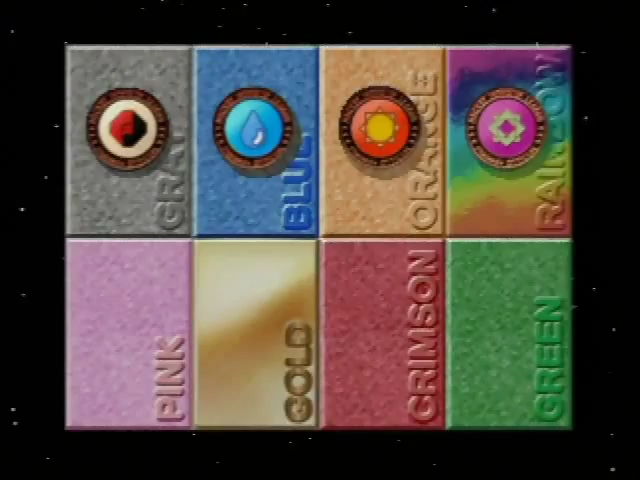 GRAY
BLUE
ORANGE
RAINBOW
PINK
GOLD
CRIMSON
GREEN